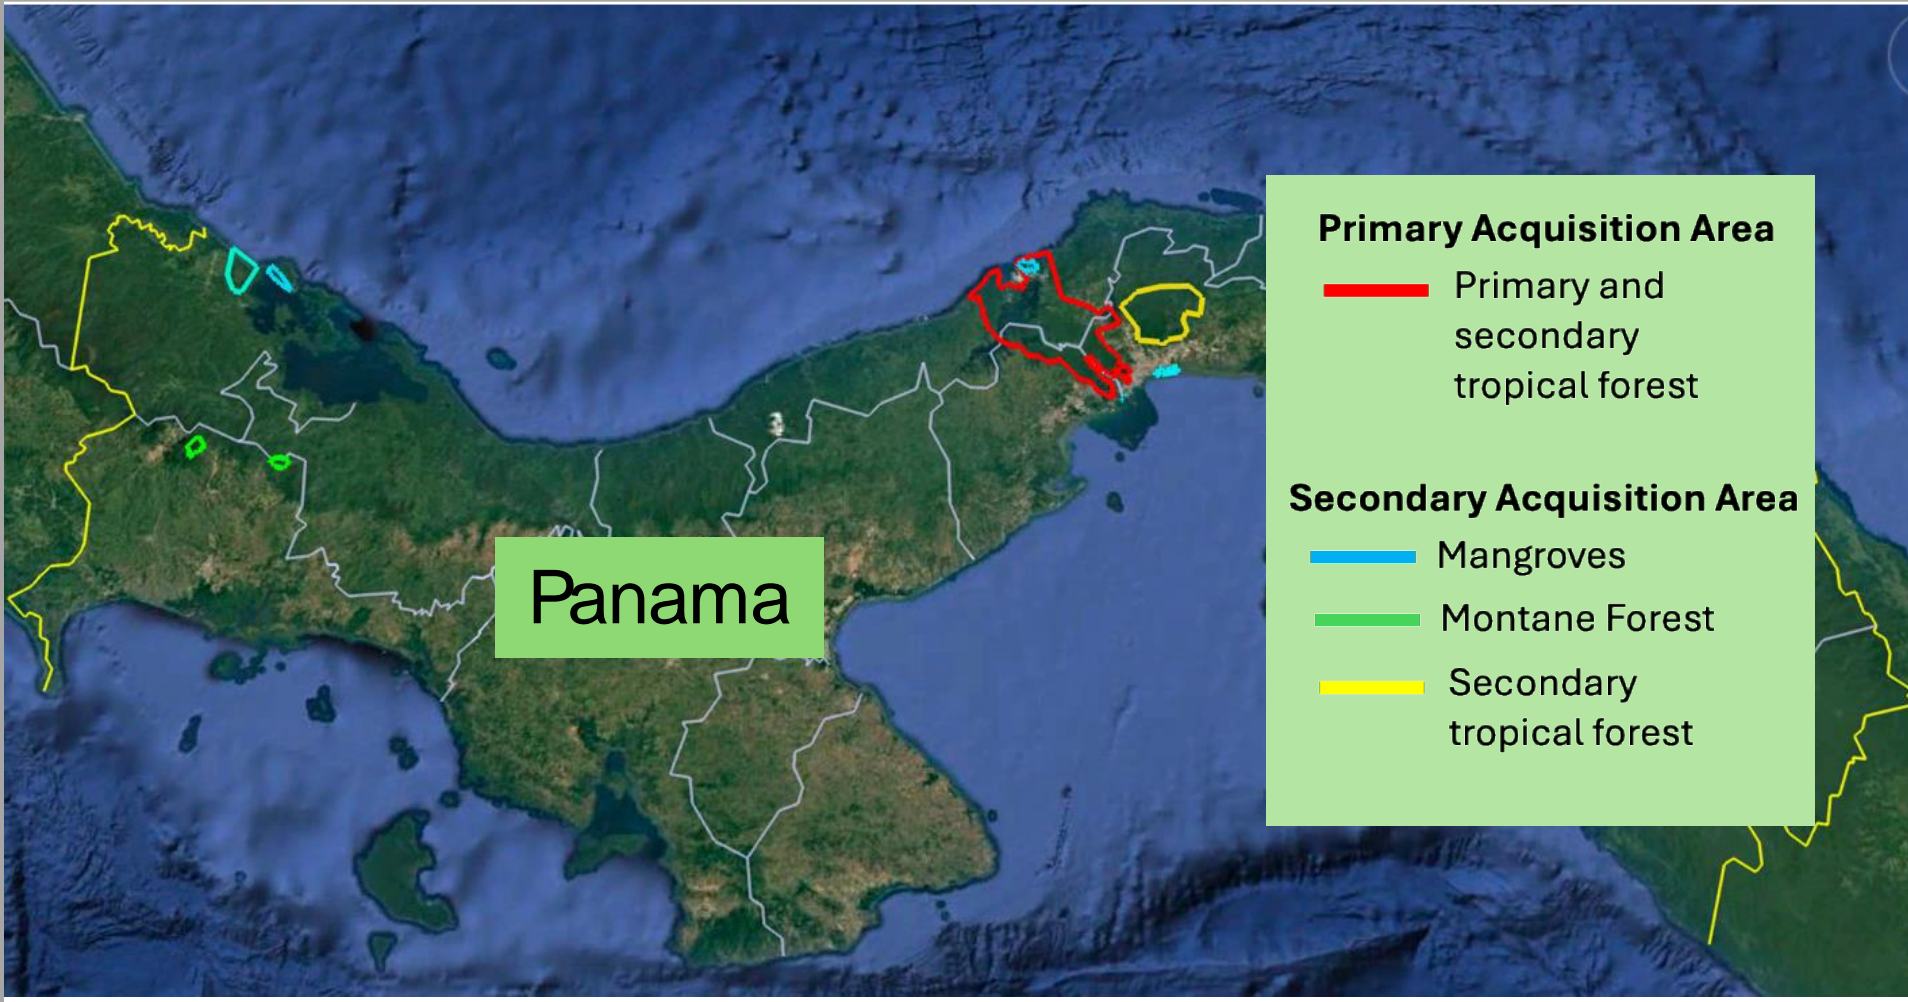 Primary Acquisition Area
Primary and
secondary
tropical forest
Secondary Acquisition Area
Mangroves
Montane Forest
Secondary
tropical forest
Panama